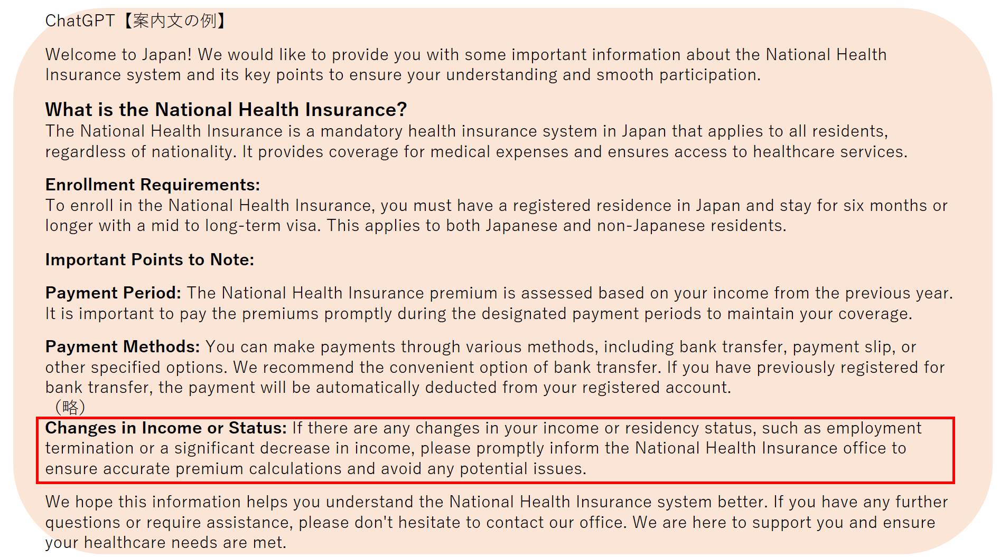 ChatGPT【案内文の例】
Welcome to Japan! We would like to provide you with some important information about the National Health
Insurance system and its key points to ensure your understanding and smooth participation.
What is the National Health Insurance?
The National Health Insurance is a mandatory health insurance system in Japan that applies to all residents,
regardless of nationality. It provides coverage for medical expenses and ensures access to healthcare services.
Enrollment Requirements:
To enroll in the National Health Insurance, you must have a registered residence in Japan and stay for six months or
longer with a mid to long-term visa. This applies to both Japanese and non-Japanese residents.
Important Points to Note:
Payment Period: The National Health Insurance premium is assessed based on your income from the previous year.
It is important to pay the premiums promptly during the designated payment periods to maintain your coverage.
Payment Methods: You can make payments through various methods, including bank transfer, payment slip, or
other specified options. We recommend the convenient option of bank transfer. If you have previously registered for
bank transfer, the payment will be automatically deducted from your registered account.
（略）
Changes in Income or Status: If there are any changes in your income or residency status, such as employment
termination or a significant decrease in income, please promptly inform the National Health Insurance office to
ensure accurate premium calculations and avoid any potential issues.
We hope this information helps you understand the National Health Insurance system better. If you have any further
questions or require assistance, please don't hesitate to contact our office. We are here to support you and ensure
your healthcare needs are met.